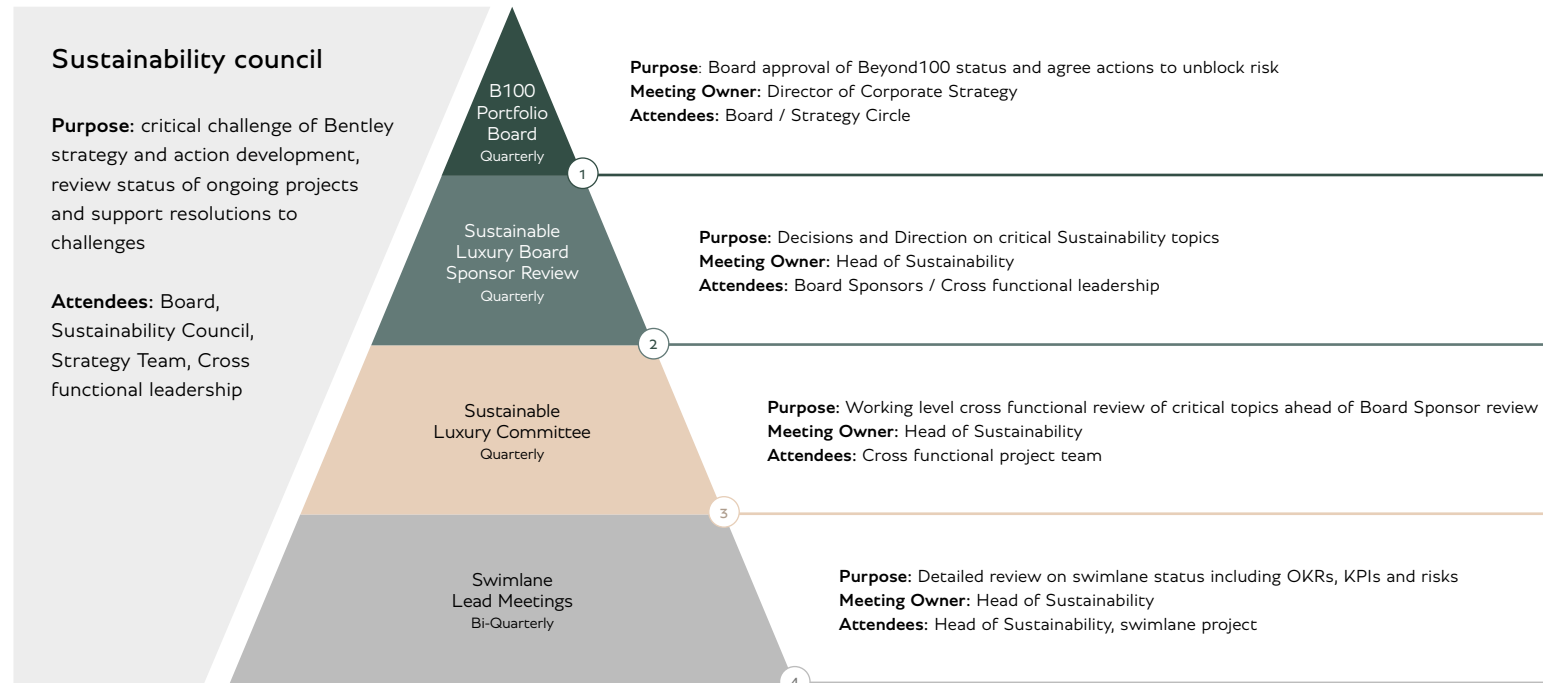 Sustainability council
Purpose: critical challenge of Bentley
strategy and action development,
review status of ongoing projects
and support resolutions to
challenges
Attendees: Board,
Sustainability Council,
Strategy Team, Cross
functional leadership
B100
Portfolio
Board
Quarterly
Purpose: Board approval of Beyond100 status and agree actions to unblock risk
Meeting Owner: Director of Corporate Strategy
Attendees: Board / Strategy Circle
1
Sustainable
Luxury Board
Sponsor Review
Quarterly
Purpose: Decisions and Direction on critical Sustainability topics
Meeting Owner: Head of Sustainability
Attendees: Board Sponsors / Cross functional leadership
2
Sustainable
Luxury Committee
Quarterly
Purpose: Working level cross functional review of critical topics ahead of Board Sponsor review
Meeting Owner: Head of Sustainability
Attendees: Cross functional project team
3
Swimlane
Lead Meetings
Bi-Quarterly
Purpose: Detailed review on swimlane status including OKRs, KPIs and risks
Meeting Owner: Head of Sustainability
Attendees: Head of Sustainability, swimlane project
4